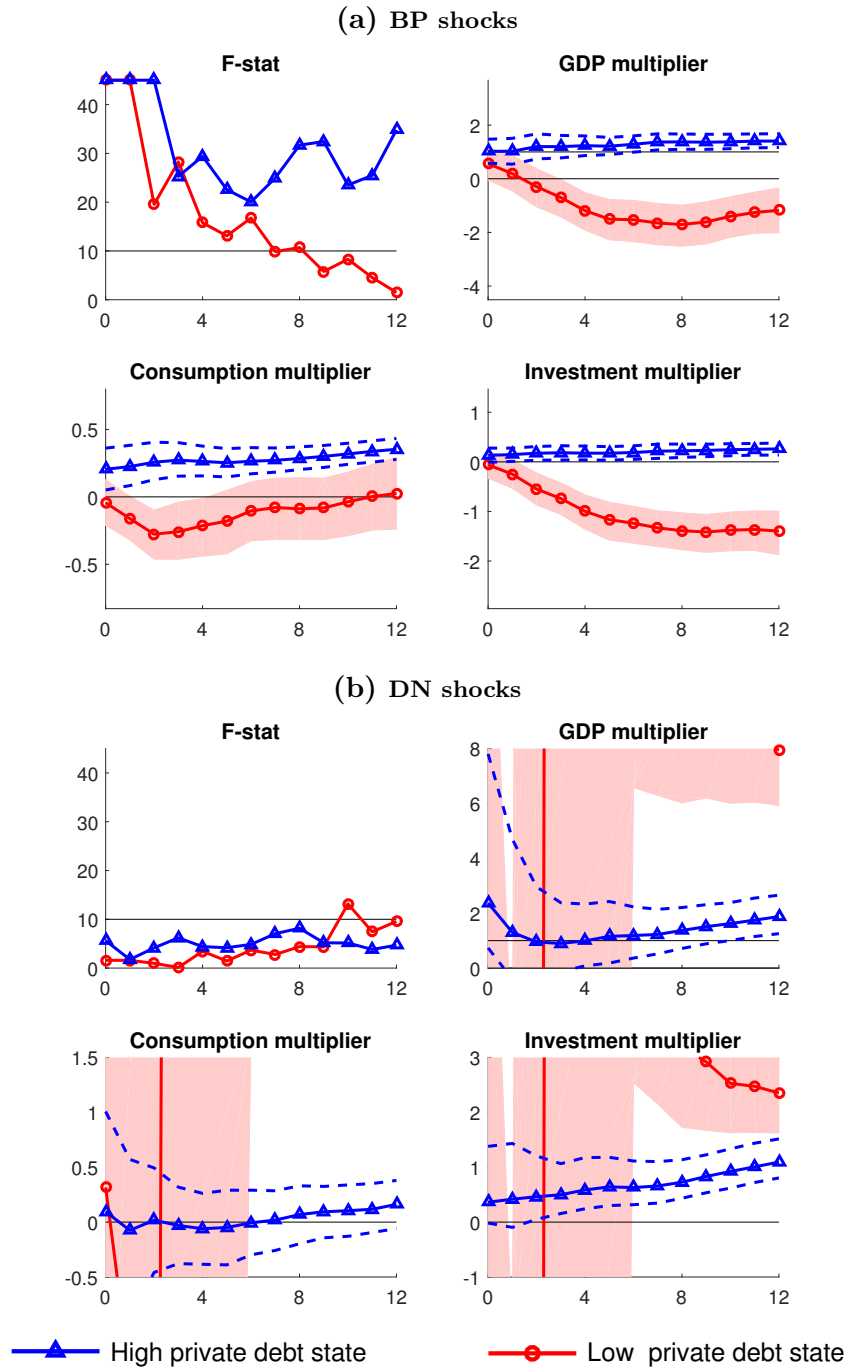 (a) BP shocks
F-stat
GDP multiplier
40
30
20
10
0
0 4 8 12
2
0
-2
-4
0 4 8 12
Consumption multiplier
Investment multiplier
0.5
0
-0.5
0 4 8 12
1
0
-1
-2
0 4 8 12
(b) DN shocks
F-stat
GDP multiplier
40
30
20
10
0
0 4 8 12
8
6
4
2
0
0 4 8 12
Consumption multiplier
Investment multiplier
1.5
1
0.5
0
-0.5
0 4 8 12
3
2
1
0
-1
0 4 8 12
High private debt state
Low private debt state